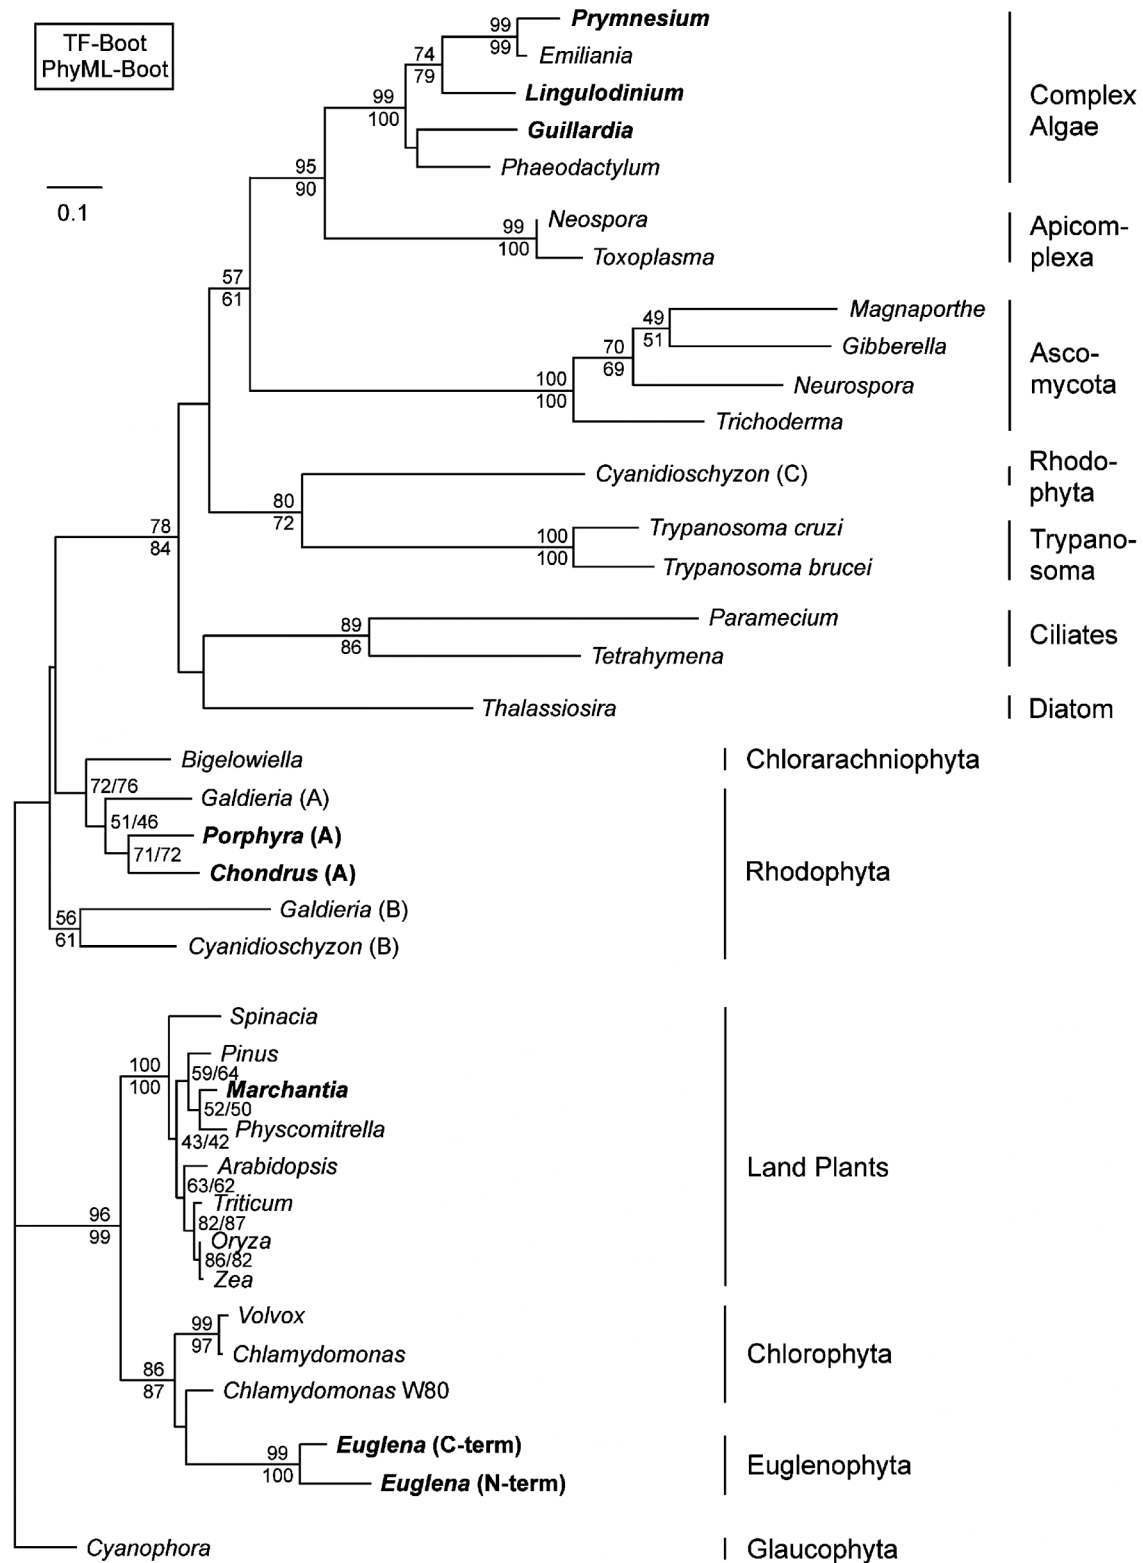 TF-Boot
PhyML-Boot
0.1
99
99
Prymnesium
Emiliania
74
79
Lingulodinium
99
100
Guillardia
Phaeodactylum
Complex
Algae
95
90
99
100
Neospora
Toxoplasma
Apicom-
plexa
57
61
Magnaporthe
49
51
Gibberella
70
69
Neurospora
100
100
Trichoderma
Asco-
mycota
Cyanidioschyzon (C)
Rhodo-
phyta
80
72
Trypanosoma cruzi
100
100
Trypanosoma brucei
Trypano-
soma
78
84
Paramecium
89
86
Tetrahymena
Ciliates
Thalassiosira
Diatom
Bigelowiella
Chlorarachniophyta
72/76
Galdieria (A)
51/46
Porphyra (A)
71/72
Chondrus (A)
Rhodophyta
Galdieria (B)
56
61
Cyanidioschyzon (B)
Spinacia
100
100
Pinus
59/64
Marchantia
52/50
Physcomitrella
43/42
Arabidopsis
63/62
Triticum
82/87
Oryza
86/82
Zea
Land Plants
96
99
Volvox
99
97
Chlamydomonas
86
87
Chlamydomonas W80
Chlorophyta
Euglena (C-term)
99
100
Euglena (N-term)
Euglenophyta
Cyanophora
Glaucophyta